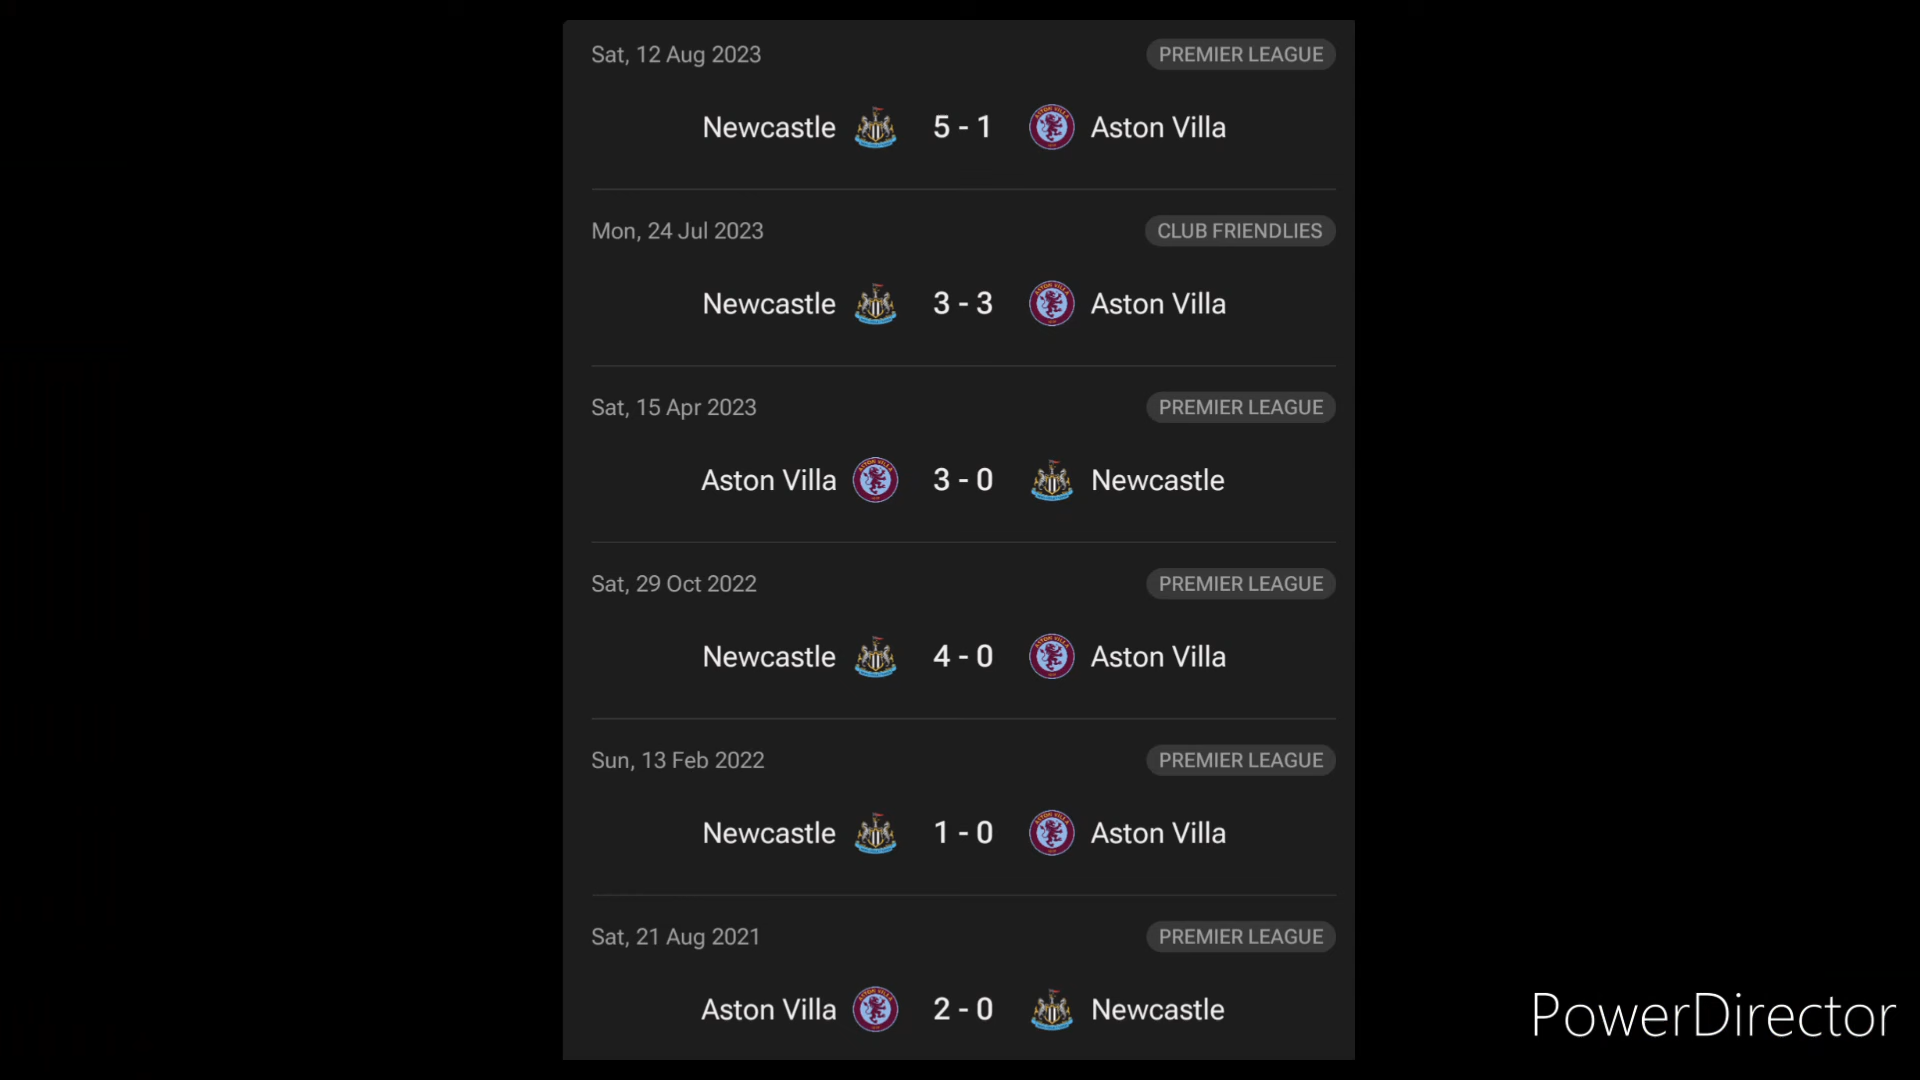 Sat, 12 Aug 2023 PREMIER LEAGUE
Newcastle 5 - 1 Aston Villa
Mon, 24 Jul 2023 CLUB FRIENDLIES
Newcastle 3 - 3 Aston Villa
Sat, 15 Apr 2023 PREMIER LEAGUE
Aston Villa 3 - 0 Newcastle
Sat, 29 Oct 2022 PREMIER LEAGUE
Newcastle 4 - 0 Aston Villa
Sun, 13 Feb 2022 PREMIER LEAGUE
Newcastle 1 - 0 Aston Villa
Sat, 21 Aug 2021 PREMIER LEAGUE
Aston Villa 2 - 0 Newcastle
PowerDirector